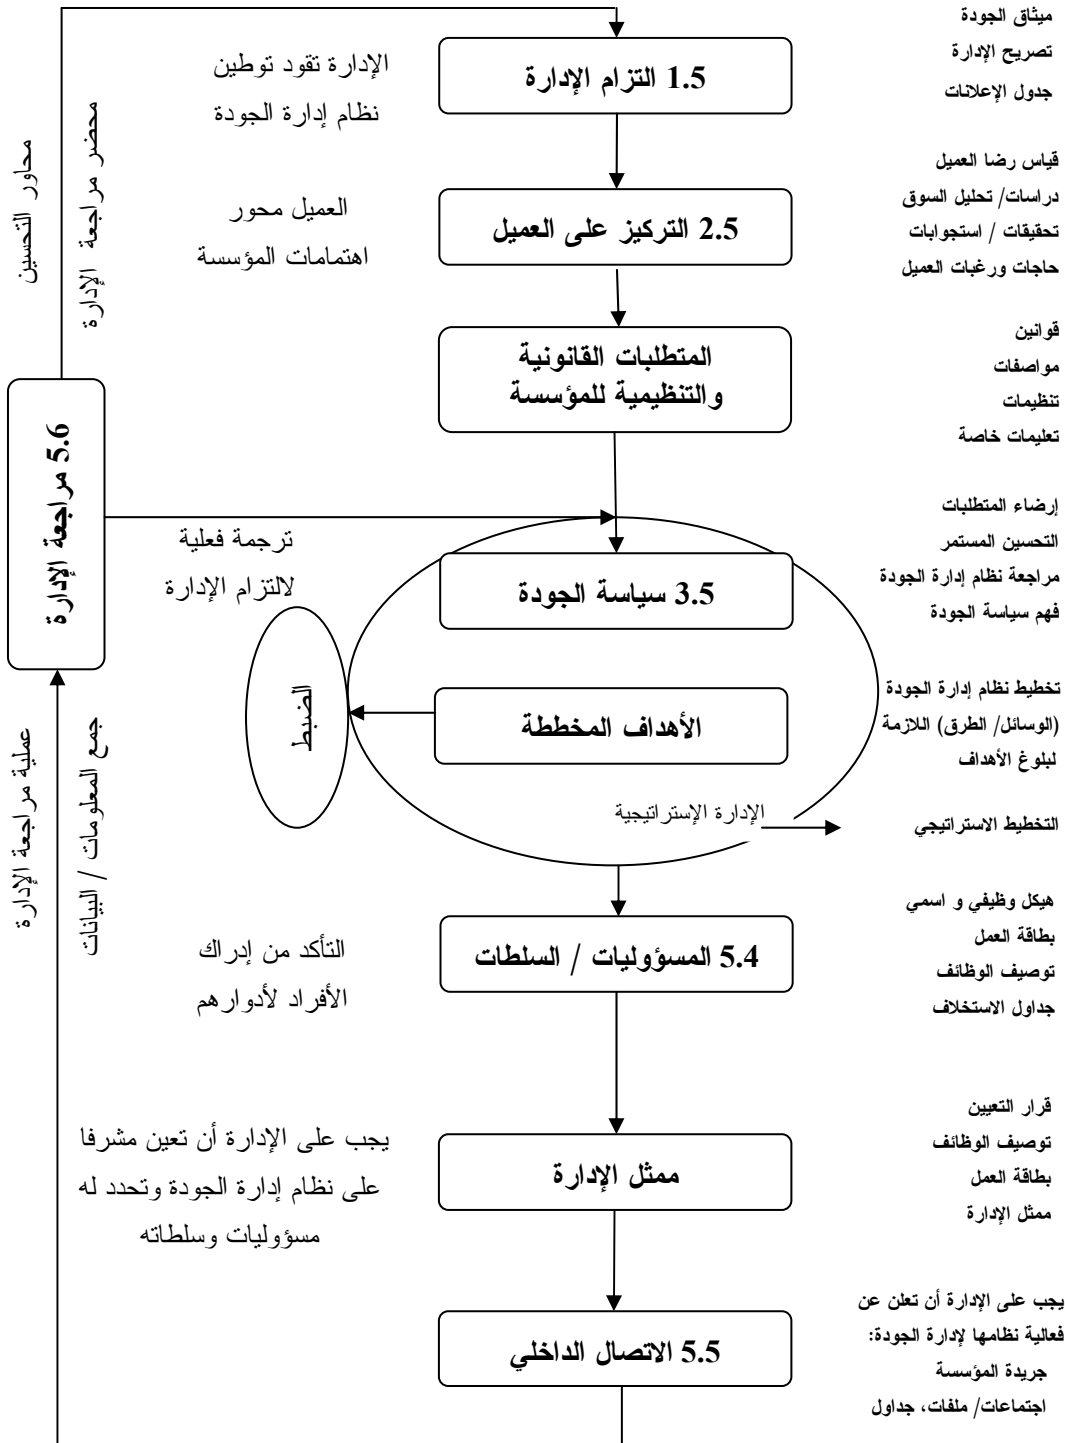 ميثاق الجودة
تصريح الإدارة
جدول الإعلانات
1.5 التزام الإدارة
الإدارة تقود توطين
نظام إدارة الجودة
محضر مراجعة الإدارة
محاور التحسين
قياس رضا العميل
دراسات/ تحليل السوق
تحقيقات / استجوابات
حاجات ورغبات العميل
2.5 التركيز على العميل
العميل محور
اهتمامات المؤسسة
قوانين
مواصفات
تنظيمات
تعليمات خاصة
المتطلبات القانونية
والتنظيمية للمؤسسة
5.6 مراجعة الإدارة
إرضاء المتطلبات
التحسين المستمر
مراجعة نظام إدارة الجودة
فهم سياسة الجودة
3.5 سياسة الجودة
ترجمة فعلية
لالتزام الإدارة
تخطيط نظام إدارة الجودة
(الوسائل/ الطرق) اللازمة
لبلوغ الأهداف
الأهداف المخططة
الضبط
التخطيط الاستراتيجي
الإدارة الإستراتيجية
جمع المعلومات / البيانات
عملية مراجعة الإدارة
هيكل وظيفي و اسمي
بطاقة العمل
توصيف الوظائف
جداول الاستخلاف
5.4 المسؤوليات / السلطات
التأكد من إدراك
الأفراد لأدوارهم
قرار التعيين
توصيف الوظائف
بطاقة العمل
ممثل الإدارة
ممثل الإدارة
يجب على الإدارة أن تعين مشرفا
على نظام إدارة الجودة وتحدد له
مسؤوليات وسلطاته
يجب على الإدارة أن تعلن عن
فعالية نظامها لإدارة الجودة:
جريدة المؤسسة
اجتماعات/ ملفات، جداول
5.5 الاتصال الداخلي